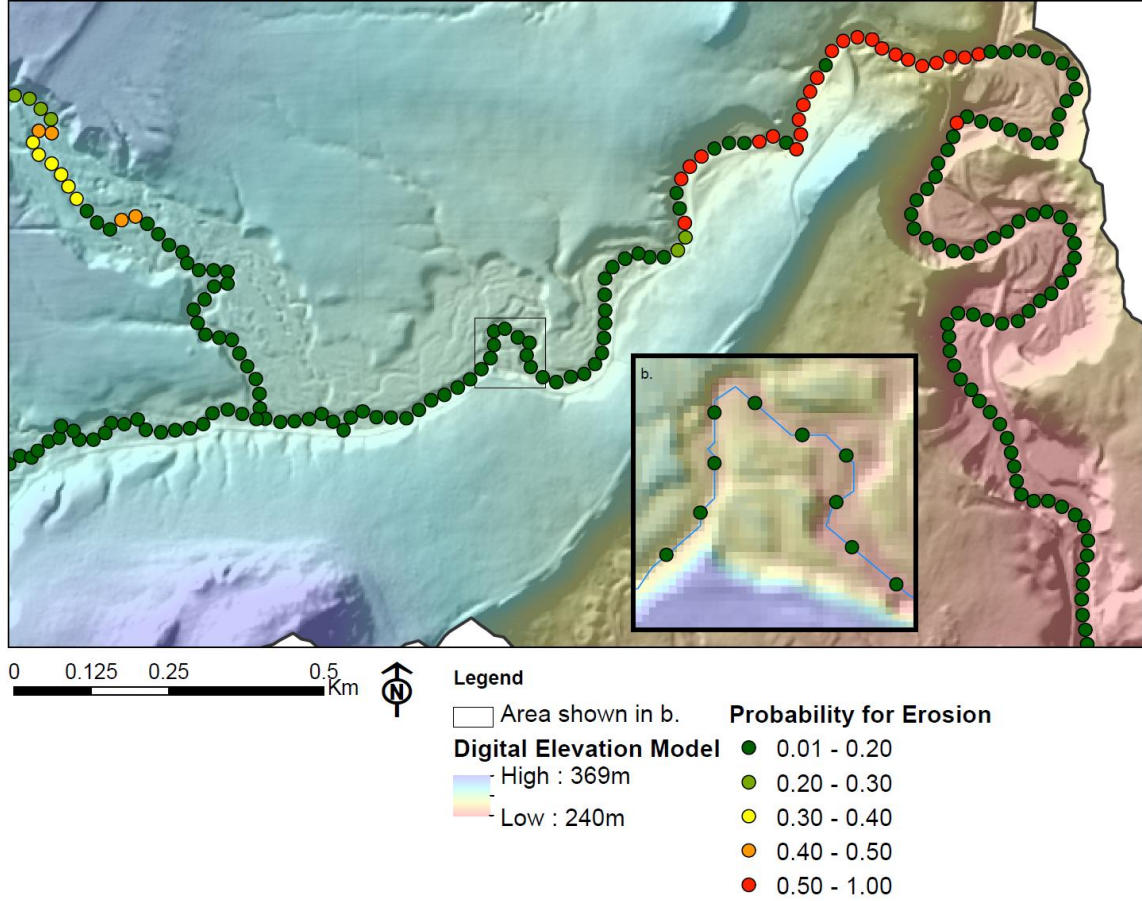 b.
0 0.125 0.25 0.5
Km
N
Legend
Area shown in b.
Digital Elevation Model
High : 369m
Low : 240m
Probability for Erosion
0.01 - 0.20
0.20 - 0.30
0.30 - 0.40
0.40 - 0.50
0.50 - 1.00